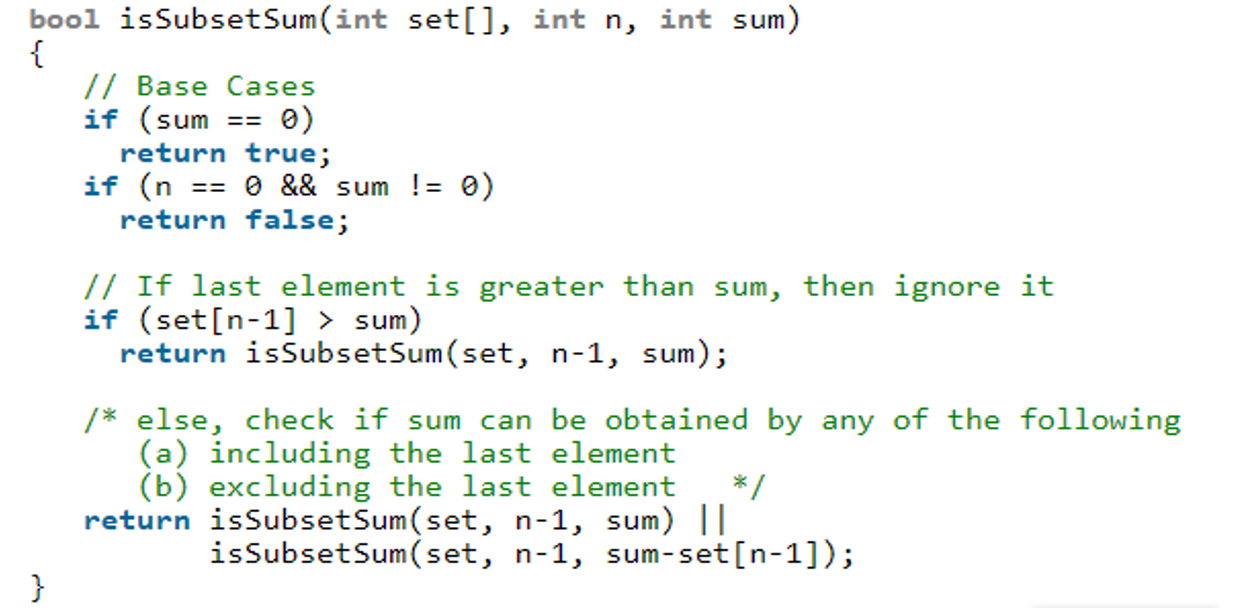 bool isSubsetSum(int set[], int n, int sum)
{
   // Base Cases
   if (sum == 0)
     return true;
   if (n == 0 && sum != 0)
     return false;

   // If last element is greater than sum, then ignore it
   if (set[n-1] > sum)
     return isSubsetSum(set, n-1, sum);

   /* else, check if sum can be obtained by any of the following
      (a) including the last element
      (b) excluding the last element   */
   return isSubsetSum(set, n-1, sum) ||
          isSubsetSum(set, n-1, sum-set[n-1]);
}